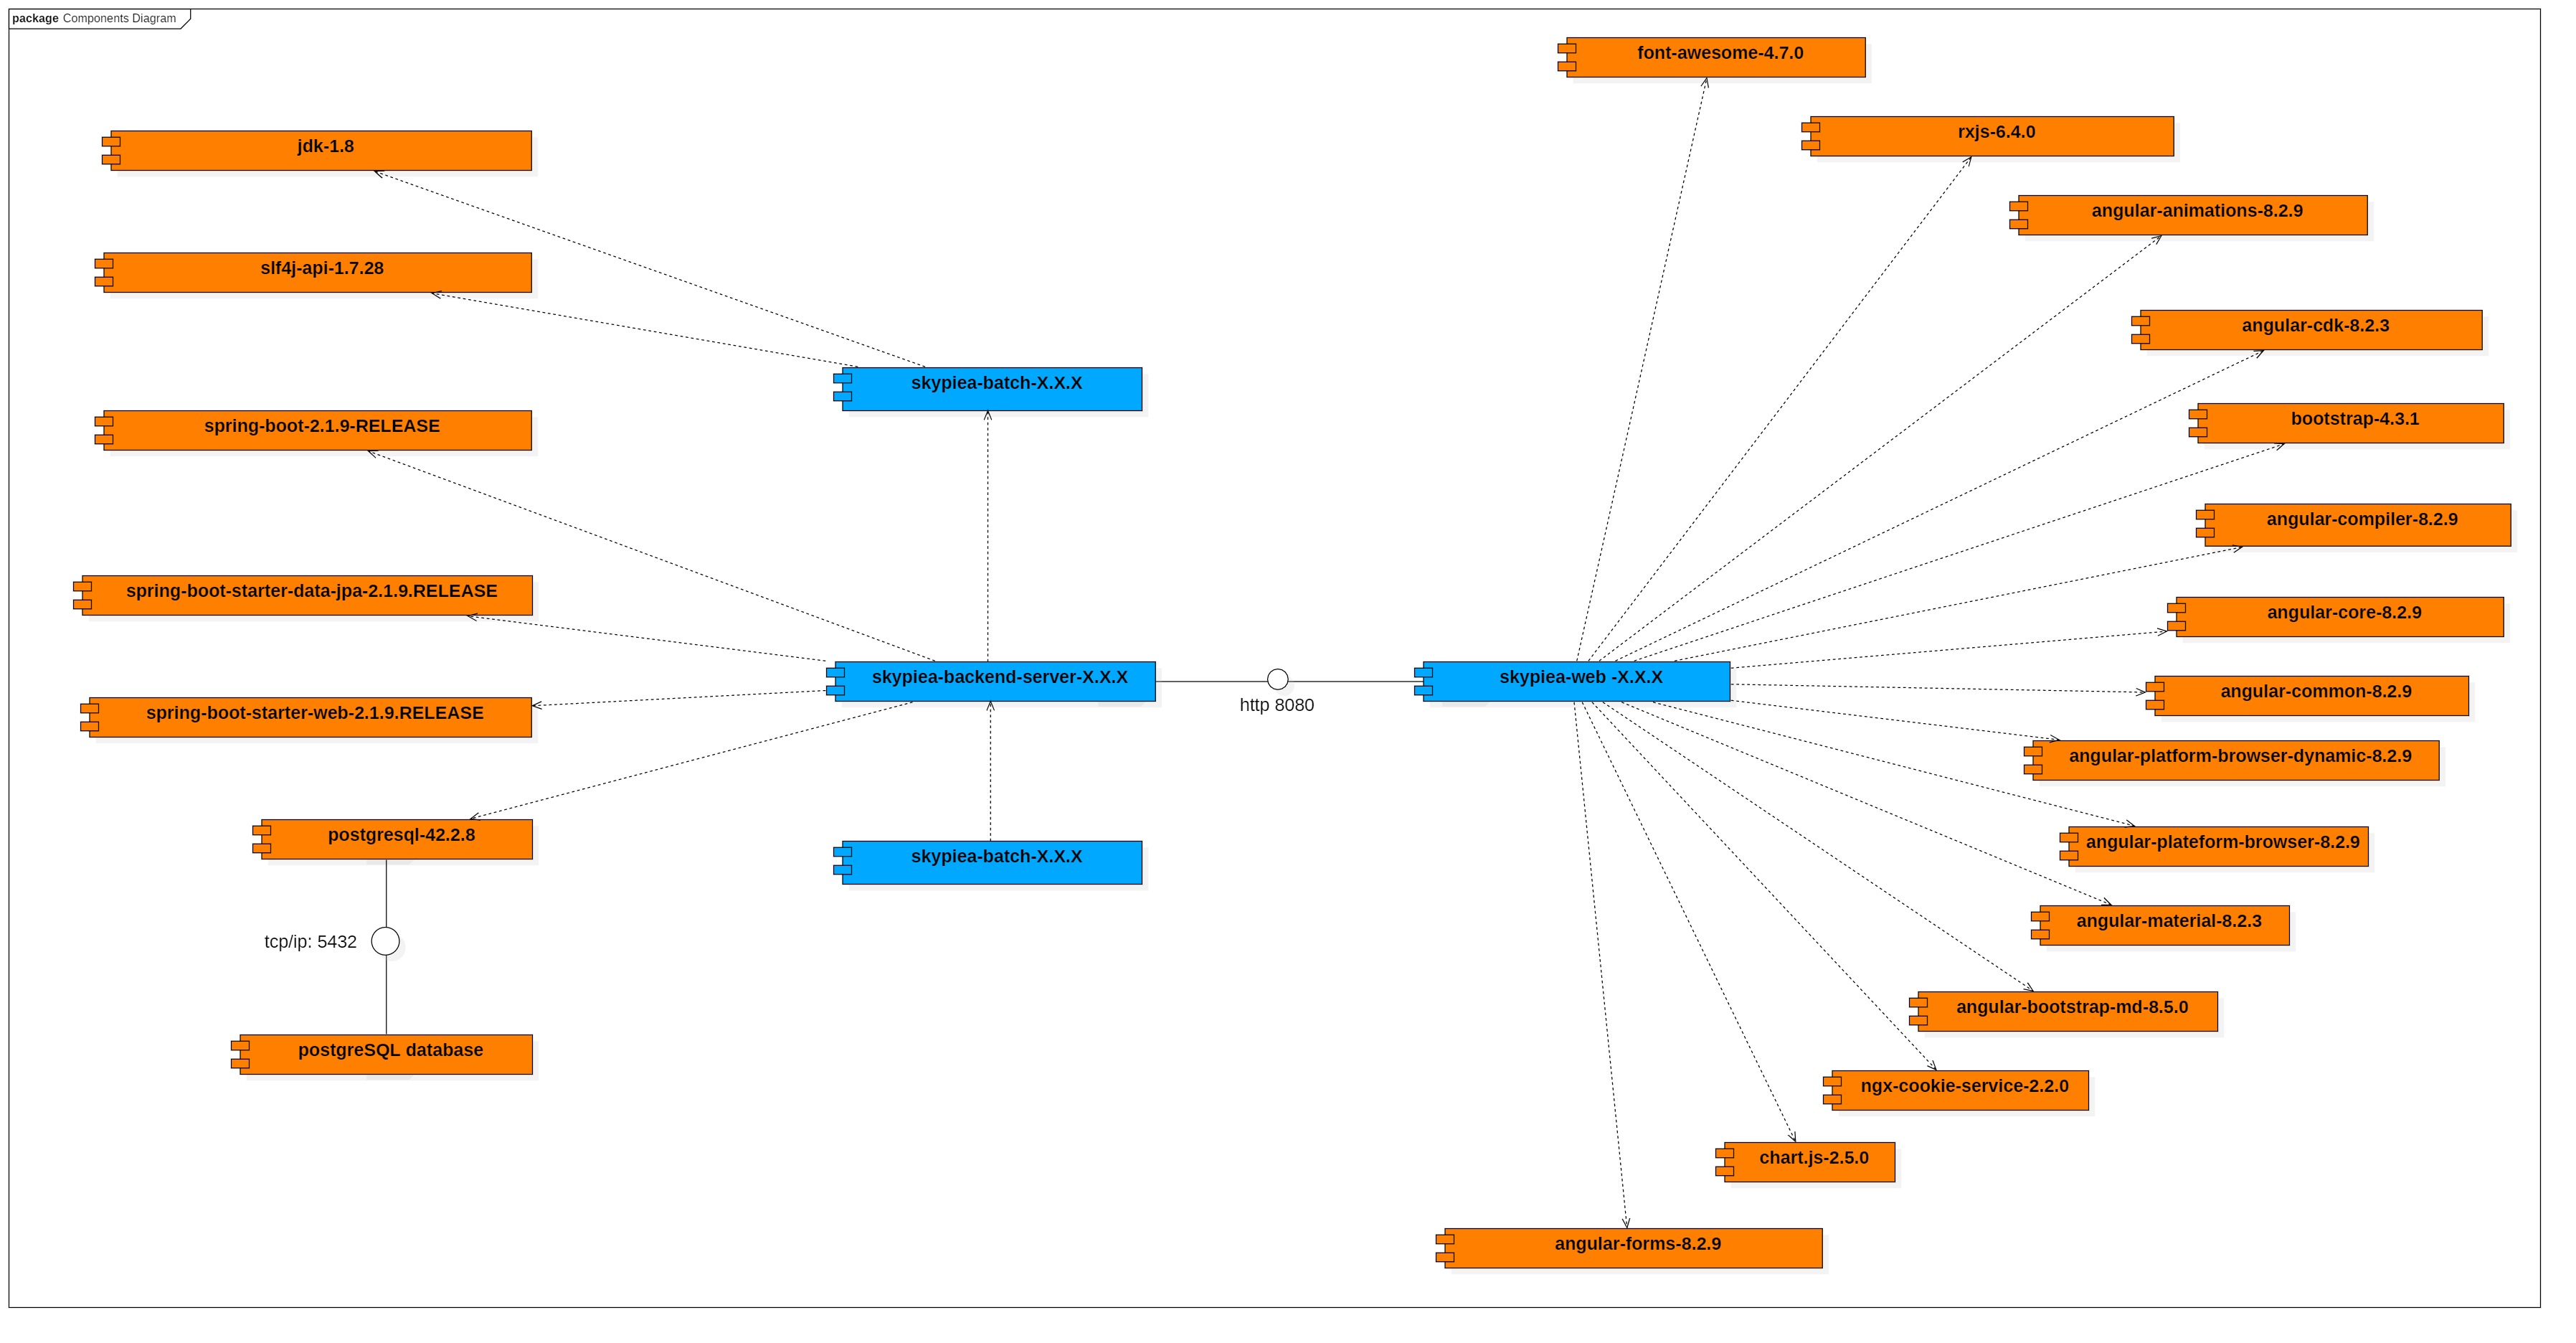 package Components Diagram
font-awesome-4.7.0
rxjs-6.4.0
jdk-1.8
angular-animations-8.2.9
slf4j-api-1.7.28
angular-cdk-8.2.3
skypiea-batch-X.X.X
bootstrap-4.3.1
spring-boot-2.1.9-RELEASE
angular-compiler-8.2.9
spring-boot-starter-data-jpa-2.1.9.RELEASE
angular-core-8.2.9
skypiea-backend-server-X.X.X
skypiea-web -X.X.X
http 8080
angular-common-8.2.9
spring-boot-starter-web-2.1.9.RELEASE
angular-platform-browser-dynamic-8.2.9
postgresql-42.2.8
angular-plateform-browser-8.2.9
skypiea-batch-X.X.X
angular-material-8.2.3
tcp/ip: 5432
angular-bootstrap-md-8.5.0
postgreSQL database
ngx-cookie-service-2.2.0
chart.js-2.5.0
angular-forms-8.2.9